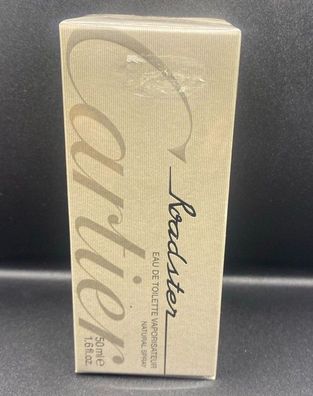 Cartier
Roadster
EAU DE TOILETTE VAPORISATEUR
NATURAL SPRAY
50 ml e
1.6 fl.oz.